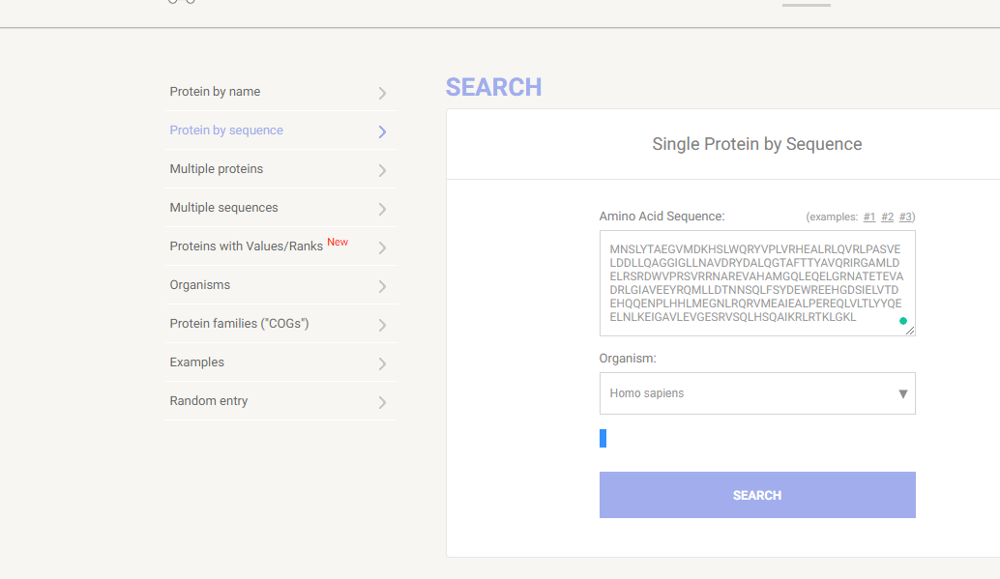 Protein by name
Protein by sequence
Multiple proteins
Multiple sequences
Proteins with Values/Ranks New
Organisms
Protein families ("COGs")
Examples
Random entry
SEARCH
Single Protein by Sequence
Amino Acid Sequence: (examples: #1 #2 #3)
MNSLYTAEGVMDKHSLWQRYVPLVRHEALRLQVRLPASVE
LDDLLQAGGIGLLNAVDRYDALQGTAFTTYAVQRIRGAMLD
ELRSRDWVPRSVRRNAREVAHAMGQLEQELGRNATETEVA
DRLGIAVEEYRQMLLDTNNSQLFSYDEWREEHGDSIELVTD
EHQQENPLHHLMEGNLRQRVMEAIEALPEREQLVLTLYYQE
ELNLKEIGAVLEVGESRVSQLHSQAIKRLRTKLGKL
Organism:
Homo sapiens
SEARCH